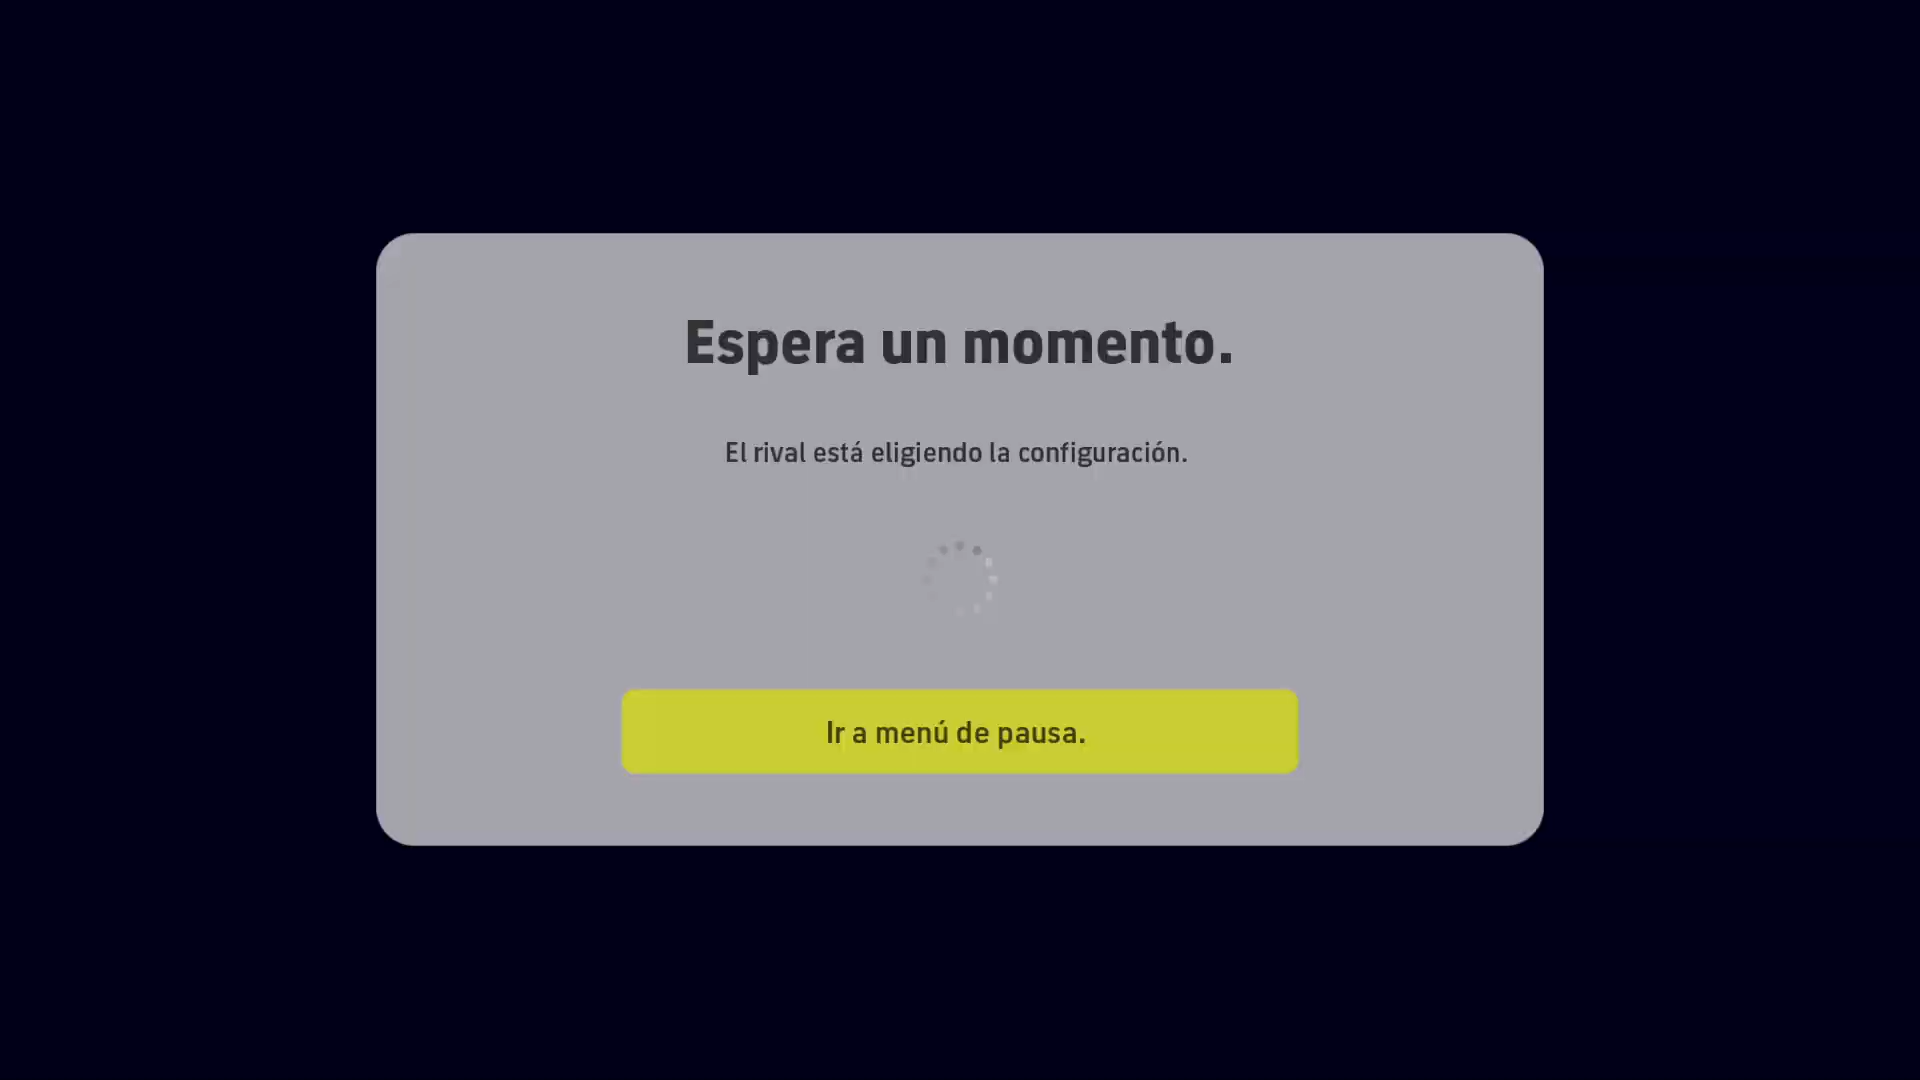 Espera un momento.
El rival está eligiendo la configuración.
Ir a menú de pausa.